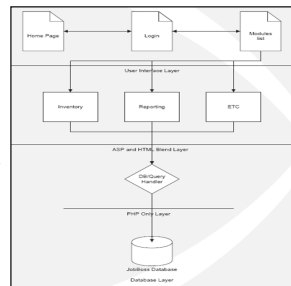 Home Page
Login
Modules
list
User Interface Layer
Inventory
Reporting
ETC
ASP and HTML Blend Layer
DB/Query
Handler
PHP Only Layer
JobBoss Database
Database Layer